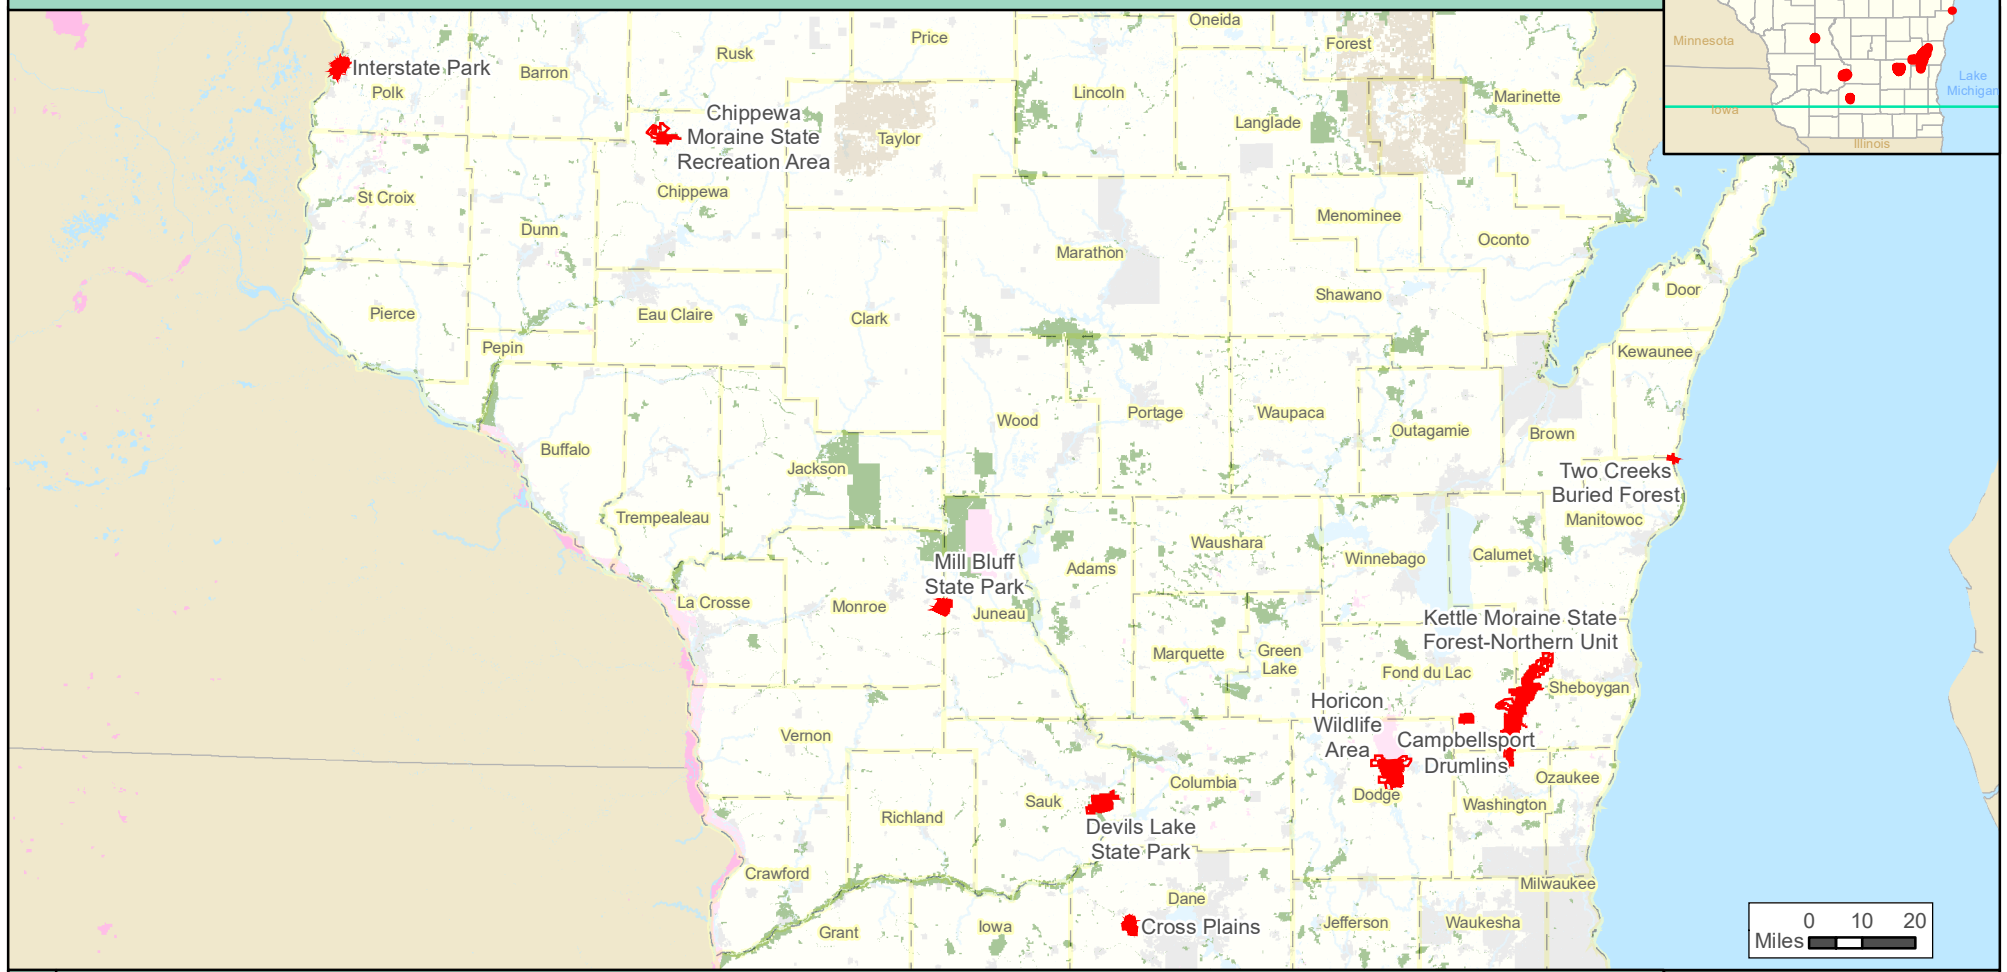 Oneida
Price
Forest
Rusk
Interstate Park
Barron
Polk
Lincoln
Marinette
Chippewa
Moraine State
Recreation Area
Taylor
Langlade
Chippewa
St Croix
Menominee
Dunn
Oconto
Marathon
Door
Shawano
Pierce
Eau Claire
Clark
Pepin
Kewaunee
Wood
Portage
Waupaca
Outagamie
Brown
Buffalo
Jackson
Two Creeks
Buried Forest
Trempealeau
Manitowoc
Waushara
Winnebago
Calumet
Mill Bluff
State Park
Adams
La Crosse
Monroe
Juneau
Kettle Moraine State
Forest-Northern Unit
Marquette
Green
Lake
Fond du Lac
Sheboygan
Horicon
Wildlife
Area
Vernon
Campbellsport
Drumlins
Columbia
Ozaukee
Dodge
Washington
Sauk
Richland
Devils Lake
State Park
Crawford
Milwaukee
Dane
Grant
Iowa
Cross Plains
Jefferson
Waukesha
Minnesota
Lake
Michigan
Iowa
Illinois
0 10 20
Miles